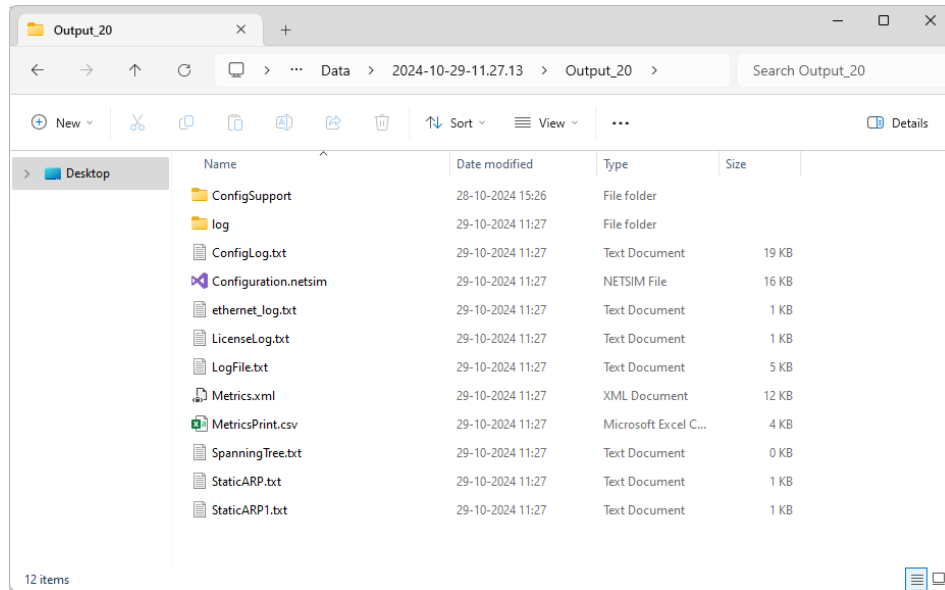 Output_20
Data > 2024-10-29-11.27.13 > Output_20 > Search Output_20
New Sort View Details
Desktop
Name Date modified Type Size
ConfigSupport 28-10-2024 15:26 File folder
log 29-10-2024 11:27 File folder
ConfigLog.txt 29-10-2024 11:27 Text Document 19 KB
Configuration.netsim 29-10-2024 11:27 NETSIM File 16 KB
ethernet_log.txt 29-10-2024 11:27 Text Document 1 KB
LicenseLog.txt 29-10-2024 11:27 Text Document 1 KB
LogFile.txt 29-10-2024 11:27 Text Document 5 KB
Metrics.xml 29-10-2024 11:27 XML Document 12 KB
MetricsPrint.csv 29-10-2024 11:27 Microsoft Excel C... 4 KB
SpanningTree.txt 29-10-2024 11:27 Text Document 0 KB
StaticARP.txt 29-10-2024 11:27 Text Document 1 KB
StaticARP1.txt 29-10-2024 11:27 Text Document 1 KB
12 items